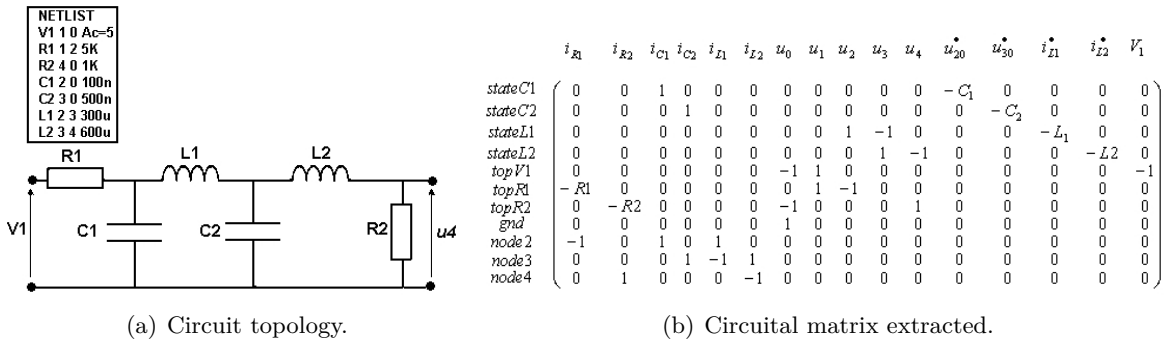 NETLIST
V1 1 0 Ac=5
R1 1 2 5K
R2 4 0 1K
C1 2 0 100n
C2 3 0 500n
L1 2 3 300u
L2 3 4 600u
R1 L1 L2
V1 C1 C2 R2 u4
(a) Circuit topology.
i_R1 i_R2 i_C1 i_C2 i_L1 i_L2 u_0 u_1 u_2 u_3 u_4 u̇_20 u̇_30 i̇_L1 i̇_L2 V_1
stateC1 0 0 1 0 0 0 0 0 0 0 0 −C_1 0 0 0 0
stateC2 0 0 0 1 0 0 0 0 0 0 0 0 −C_2 0 0 0
stateL1 0 0 0 0 0 0 0 0 1 −1 0 0 0 −L_1 0 0
stateL2 0 0 0 0 0 0 0 0 0 1 −1 0 0 0 −L2 0
topV1 0 0 0 0 0 0 −1 1 0 0 0 0 0 0 0 −1
topR1 −R1 0 0 0 0 0 0 1 −1 0 0 0 0 0 0 0
topR2 0 −R2 0 0 0 0 −1 0 0 0 1 0 0 0 0 0
gnd 0 0 0 0 0 0 1 0 0 0 0 0 0 0 0 0
node2 −1 0 1 0 1 0 0 0 0 0 0 0 0 0 0 0
node3 0 0 0 1 −1 1 0 0 0 0 0 0 0 0 0 0
node4 0 1 0 0 0 −1 0 0 0 0 0 0 0 0 0 0
(b) Circuital matrix extracted.